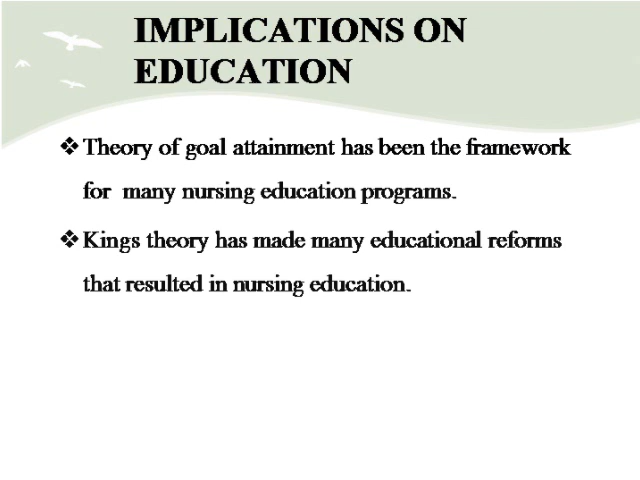 IMPLICATIONS ON
EDUCATION
❖Theory of goal attainment has been the framework
for many nursing education programs.
❖Kings theory has made many educational reforms
that resulted in nursing education.